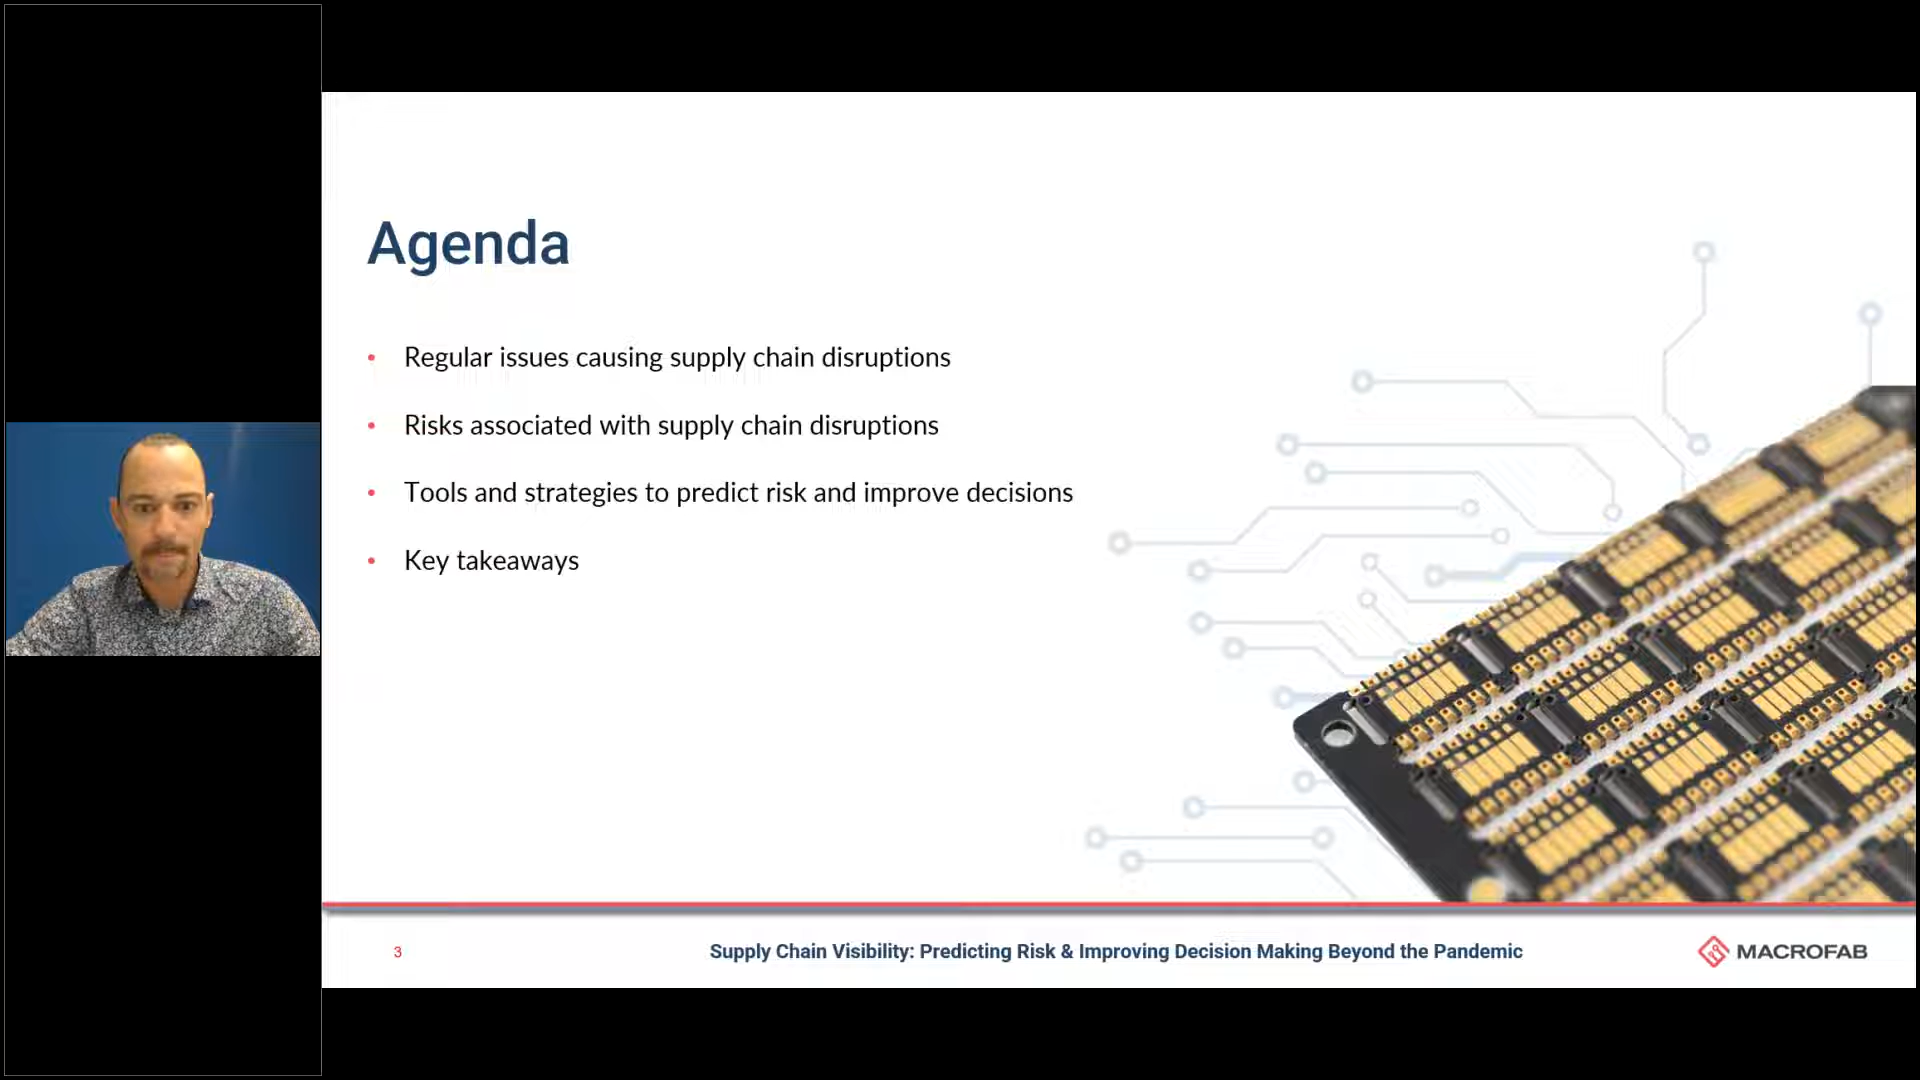 Agenda
• Regular issues causing supply chain disruptions
• Risks associated with supply chain disruptions
• Tools and strategies to predict risk and improve decisions
• Key takeaways
3
Supply Chain Visibility: Predicting Risk & Improving Decision Making Beyond the Pandemic
MACROFAB